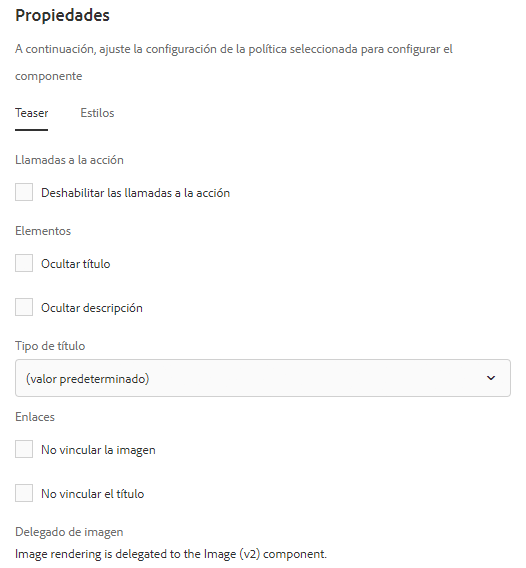 Propiedades
A continuación, ajuste la configuración de la política seleccionada para configurar el
componente
Teaser Estilos
Llamadas a la acción
Deshabilitar las llamadas a la acción
Elementos
Ocultar título
Ocultar descripción
Tipo de título
(valor predeterminado)
Enlaces
No vincular la imagen
No vincular el título
Delegado de imagen
Image rendering is delegated to the Image (v2) component.